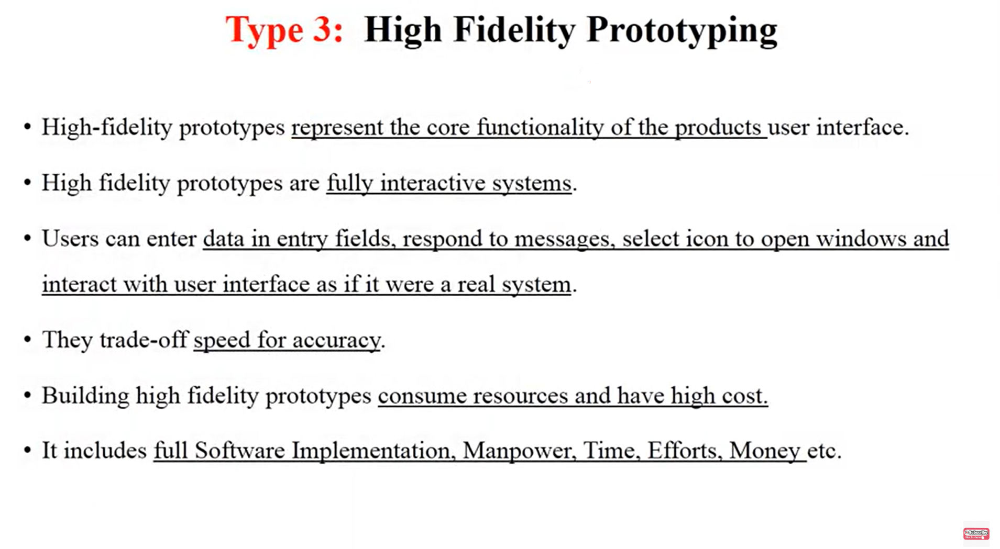 Type 3: High Fidelity Prototyping
• High-fidelity prototypes represent the core functionality of the products user interface.
• High fidelity prototypes are fully interactive systems.
• Users can enter data in entry fields, respond to messages, select icon to open windows and
interact with user interface as if it were a real system.
• They trade-off speed for accuracy.
• Building high fidelity prototypes consume resources and have high cost.
• It includes full Software Implementation, Manpower, Time, Efforts, Money etc.
Subscribe
like & share